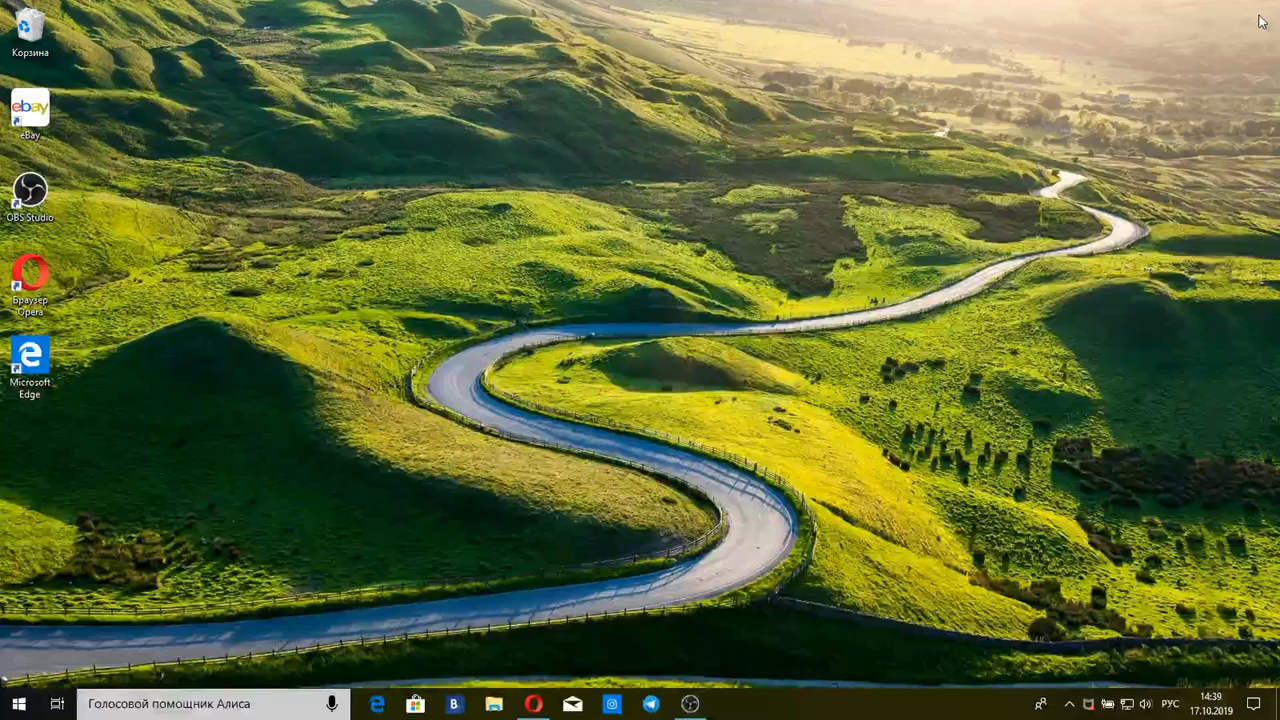 Корзина
ebay
eBay
OBS Studio
Браузер
Opera
Microsoft
Edge
Голосовой помощник Алиса
B
РУС
14:39
17.10.2019